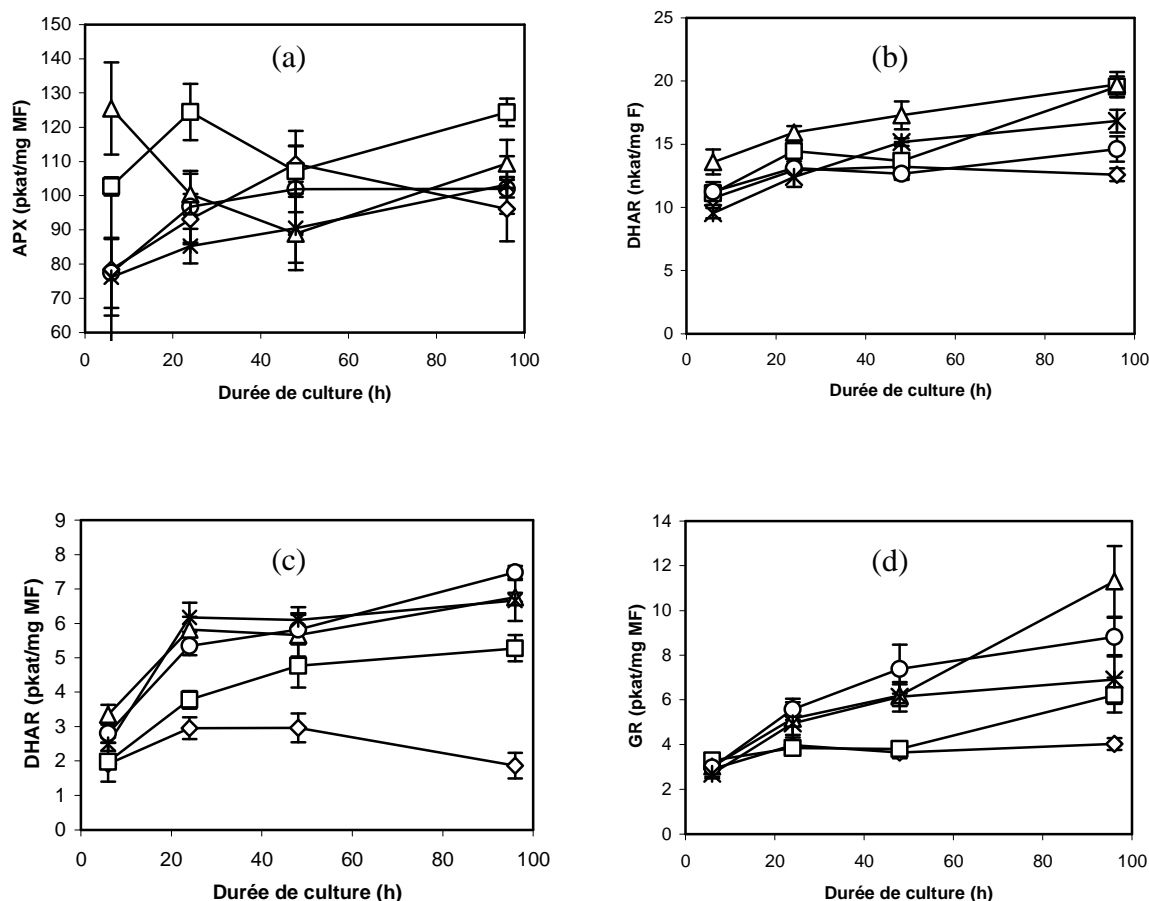 (a)
APX (pkat/mg MF)
150
140
130
120
110
100
90
80
70
60
0 20 40 60 80 100
Durée de culture (h)
(b)
DHAR (nkat/mg F)
25
20
15
10
5
0
0 20 40 60 80 100
Durée de culture (h)
(c)
DHAR (pkat/mg MF)
9
8
7
6
5
4
3
2
1
0
0 20 40 60 80 100
Durée de culture (h)
(d)
GR (pkat/mg MF)
14
12
10
8
6
4
2
0
0 20 40 60 80 100
Durée de culture (h)